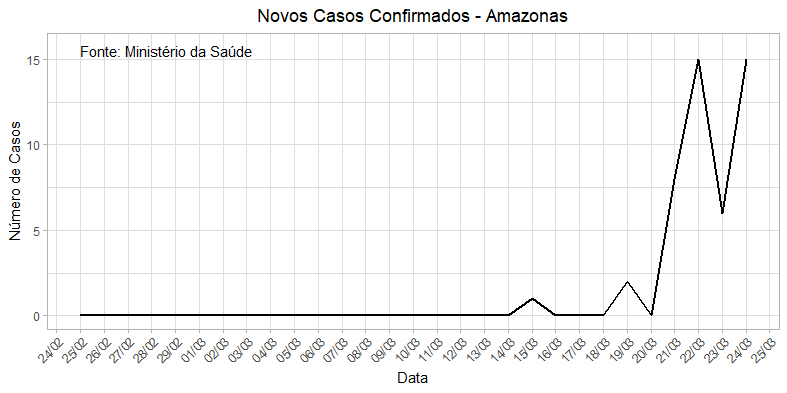 Novos Casos Confirmados - Amazonas
Fonte: Ministério da Saúde
Número de Casos
15
10
5
0
24/02 25/02 26/02 27/02 28/02 29/02 01/03 02/03 03/03 04/03 05/03 06/03 07/03 08/03 09/03 10/03 11/03 12/03 13/03 14/03 15/03 16/03 17/03 18/03 19/03 20/03 21/03 22/03 23/03 24/03 25/03
Data